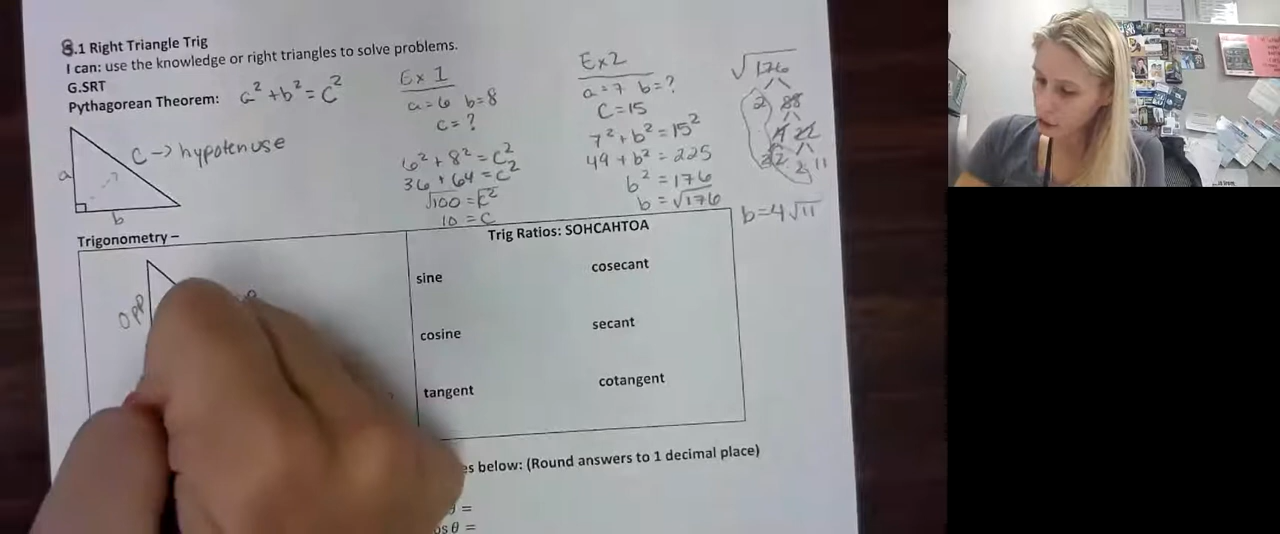 8.1 Right Triangle Trig
I can: use the knowledge or right triangles to solve problems.
G.SRT
Pythagorean Theorem: a² + b² = c²
a
b
C → hypotenuse
Ex 1
a=6 b=8
c=?
6² + 8² = c²
36 + 64 = c²
√100 = √c²
10 = c
Ex 2
a=7 b=?
c=15
7² + b² = 15²
49 + b² = 225
b² = 176
b = √176
√176
2 88
4 22
2 2 2 11
b=4√11
Trigonometry –
opp
Trig Ratios: SOHCAHTOA
sine cosecant
cosine secant
tangent cotangent
below: (Round answers to 1 decimal place)
=
θ =